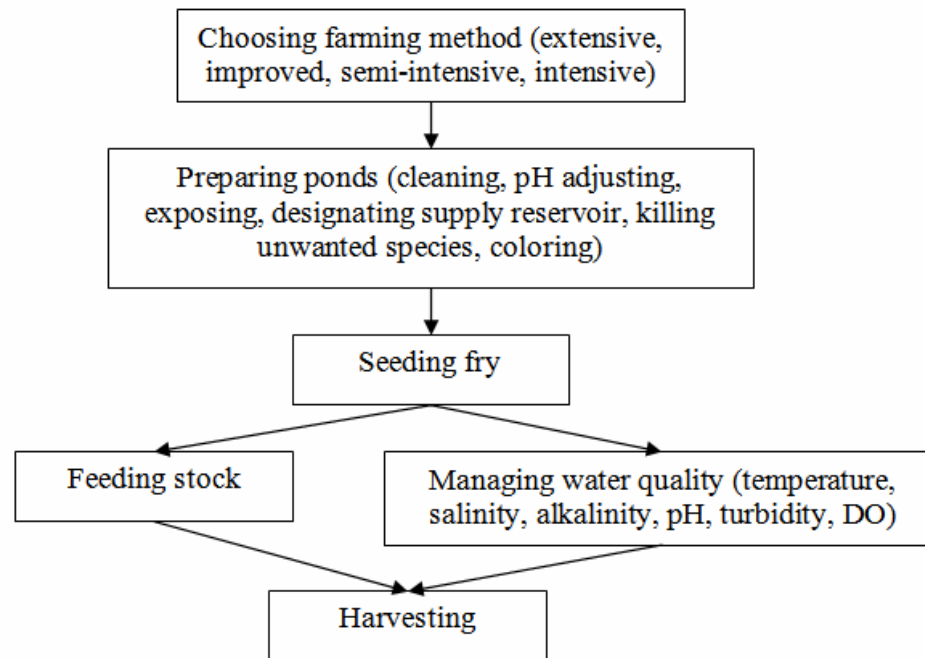 Choosing farming method (extensive,
improved, semi-intensive, intensive)
Preparing ponds (cleaning, pH adjusting,
exposing, designating supply reservoir, killing
unwanted species, coloring)
Seeding fry
Feeding stock
Managing water quality (temperature,
salinity, alkalinity, pH, turbidity, DO)
Harvesting